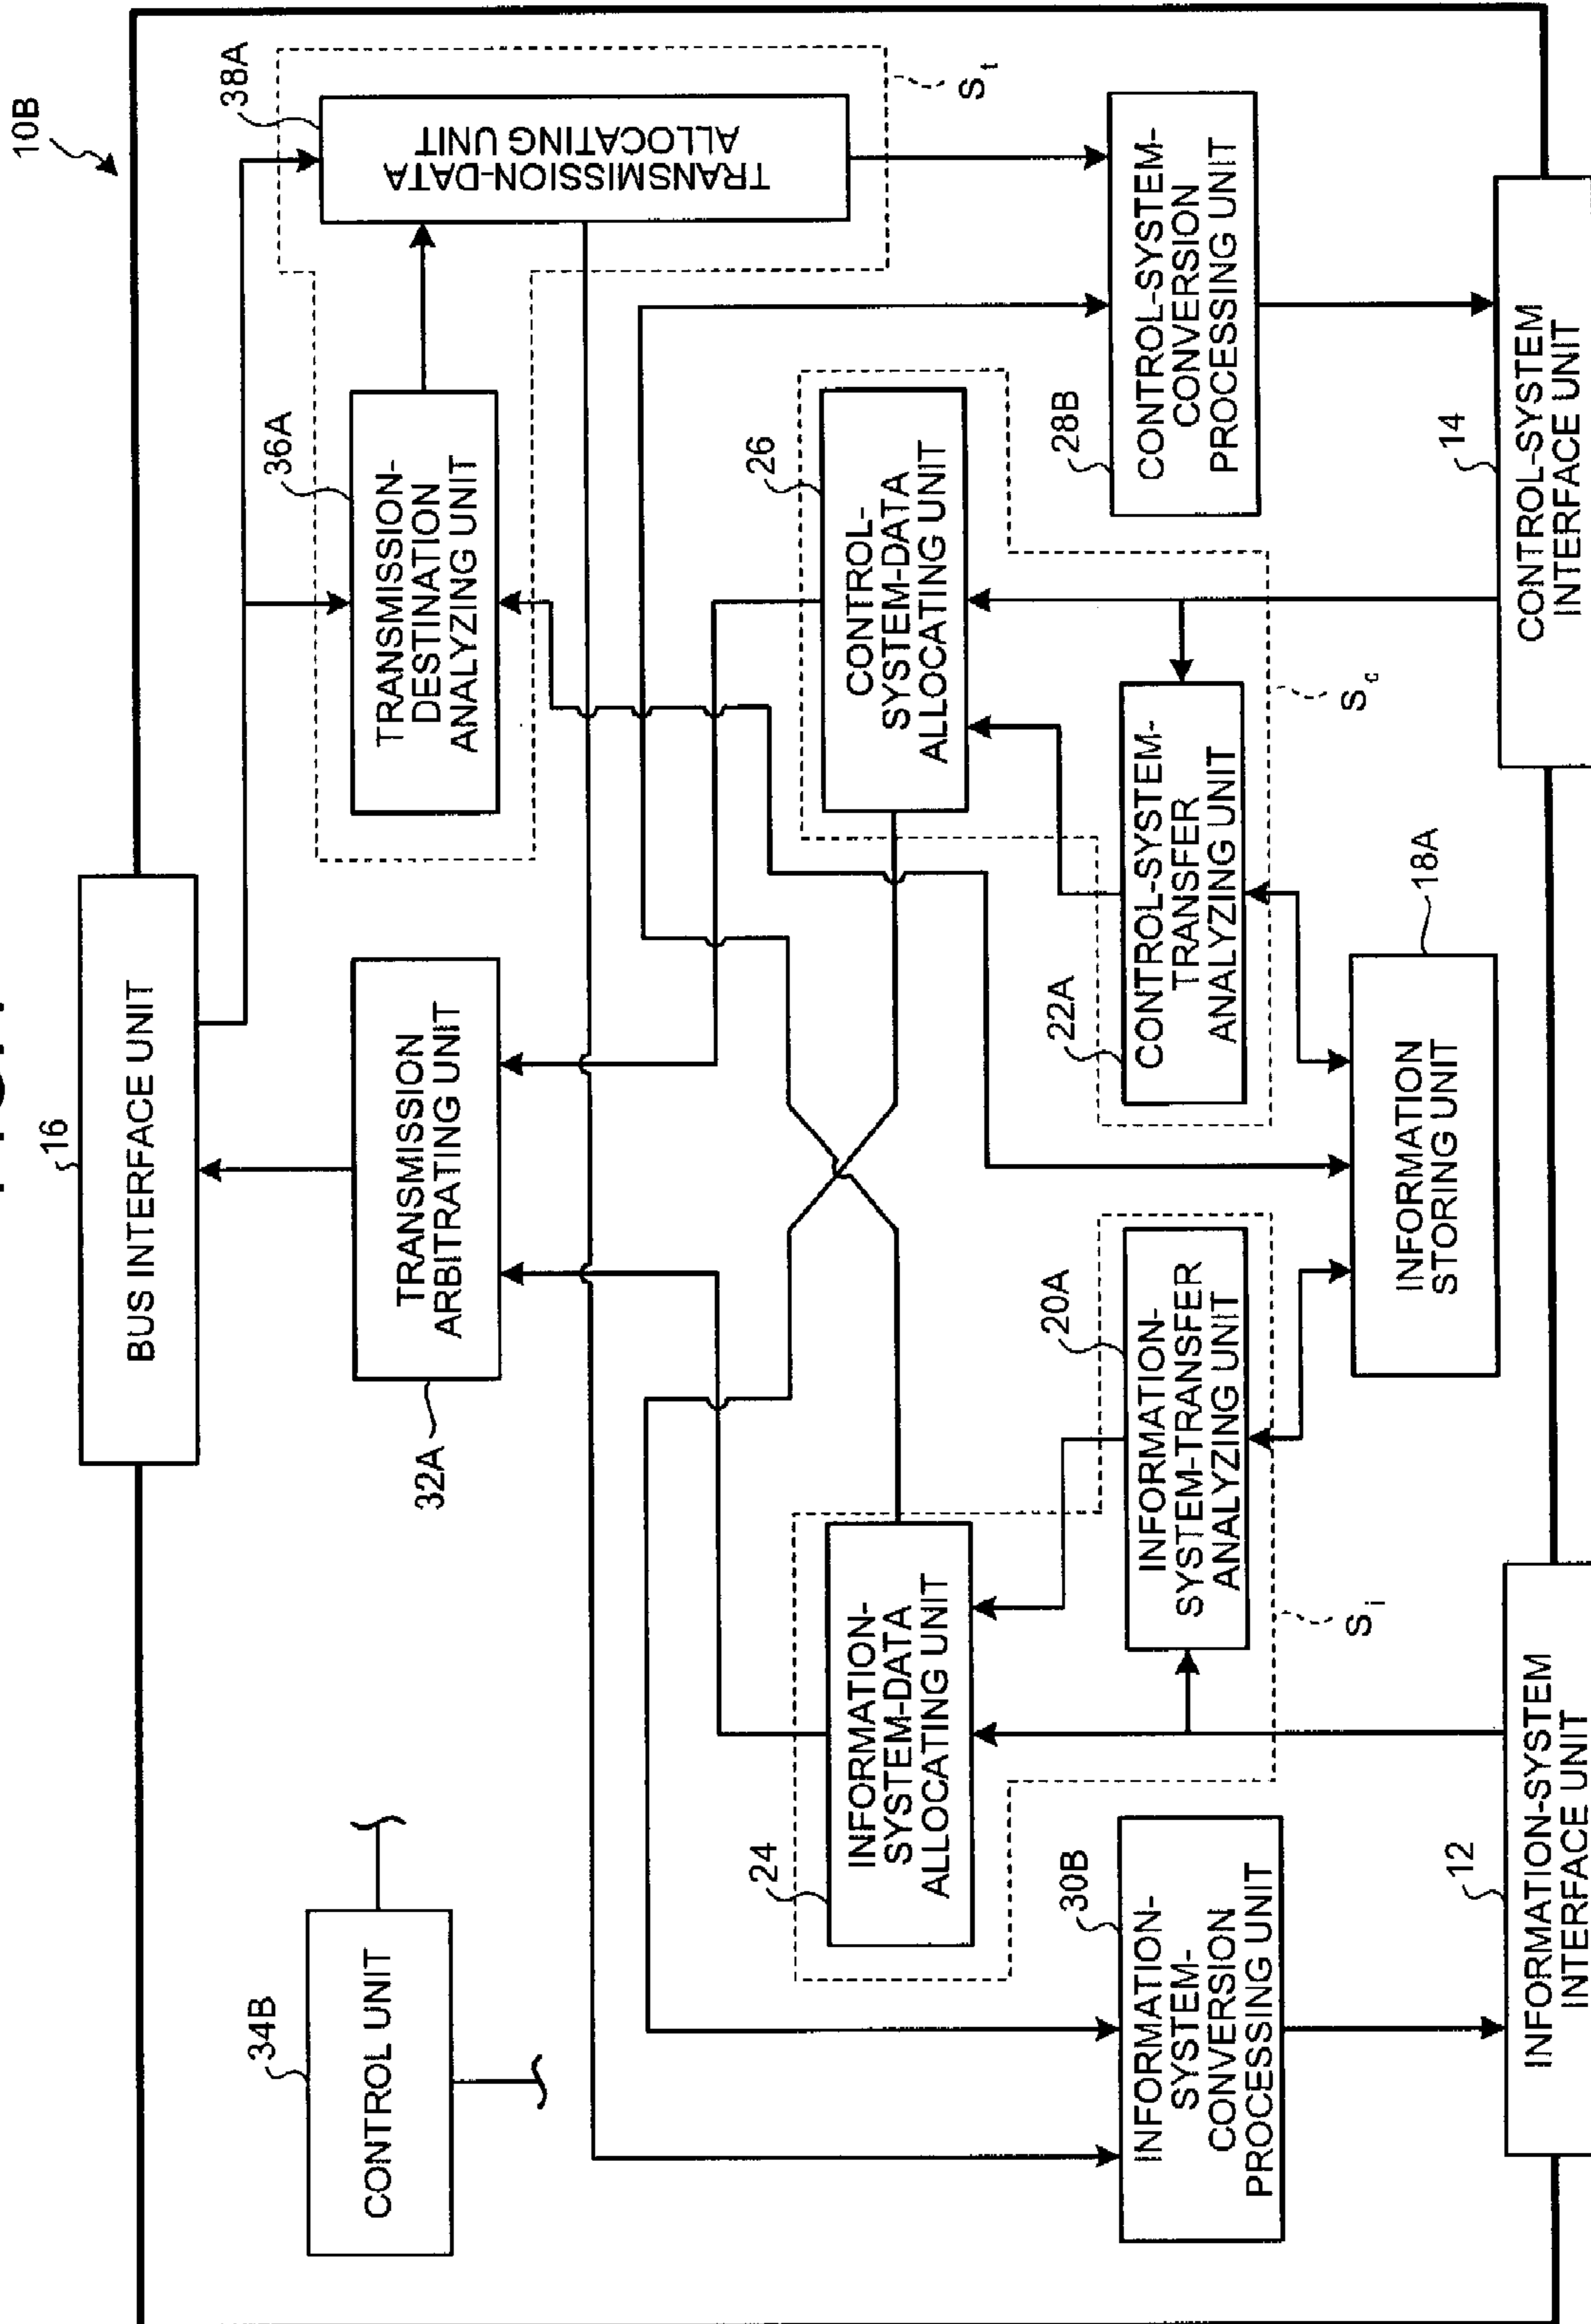 10B
16
BUS INTERFACE UNIT
34B
CONTROL UNIT
32A
TRANSMISSION
ARBITRATING UNIT
36A
TRANSMISSION-
DESTINATION
ANALYZING UNIT
38A
TRANSMISSION-DATA
ALLOCATING UNIT
St
24
INFORMATION-
SYSTEM-DATA
ALLOCATING UNIT
26
CONTROL-
SYSTEM-DATA
ALLOCATING UNIT
30B
INFORMATION-
SYSTEM-
CONVERSION
PROCESSING UNIT
20A
INFORMATION-
SYSTEM-TRANSFER
ANALYZING UNIT
Si
22A
CONTROL-SYSTEM-
TRANSFER
ANALYZING UNIT
Sc
28B
CONTROL-SYSTEM-
CONVERSION
PROCESSING UNIT
18A
INFORMATION
STORING UNIT
12
INFORMATION-SYSTEM
INTERFACE UNIT
14
CONTROL-SYSTEM
INTERFACE UNIT